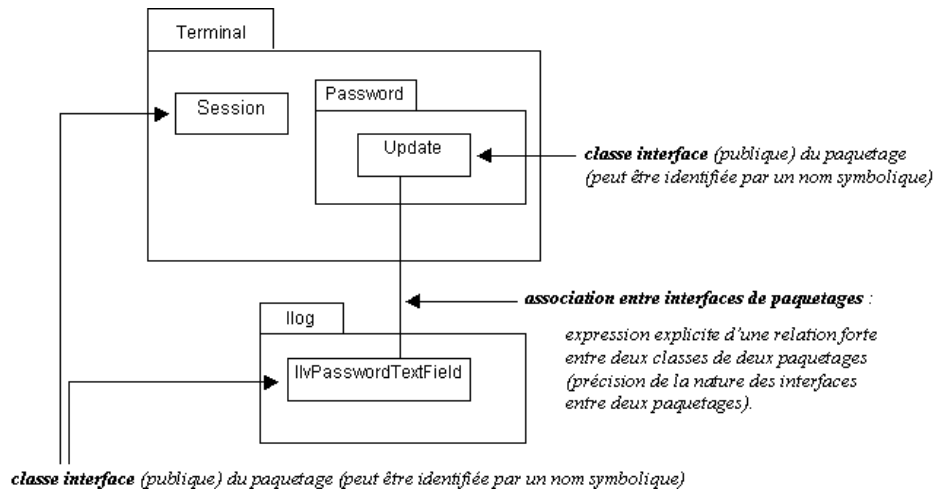 Terminal
Session
Password
Update
classe interface (publique) du paquetage
(peut être identifiée par un nom symbolique)
association entre interfaces de paquetages :
Ilog
expression explicite d'une relation forte
entre deux classes de deux paquetages
(précision de la nature des interfaces
entre deux paquetages).
IlvPasswordTextField
classe interface (publique) du paquetage (peut être identifiée par un nom symbolique)